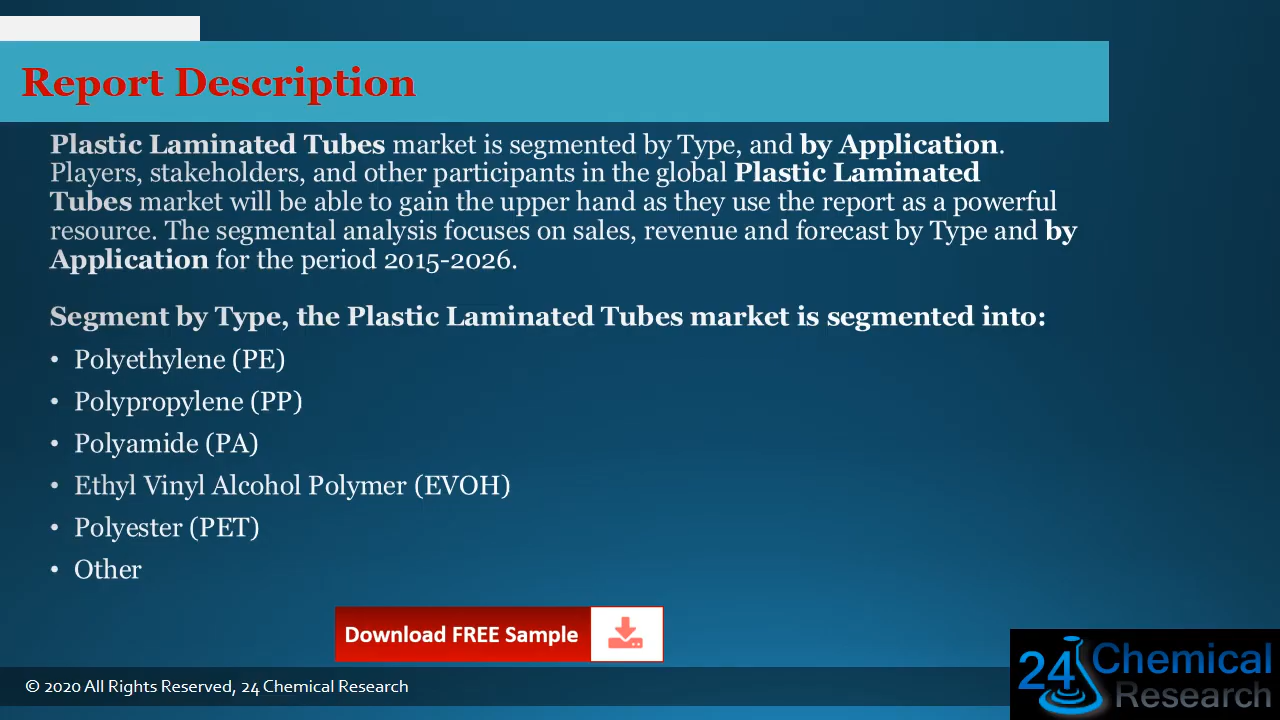 Report Description
Plastic Laminated Tubes market is segmented by Type, and by Application.
Players, stakeholders, and other participants in the global Plastic Laminated
Tubes market will be able to gain the upper hand as they use the report as a powerful
resource. The segmental analysis focuses on sales, revenue and forecast by Type and by
Application for the period 2015-2026.
Segment by Type, the Plastic Laminated Tubes market is segmented into:
• Polyethylene (PE)
• Polypropylene (PP)
• Polyamide (PA)
• Ethyl Vinyl Alcohol Polymer (EVOH)
• Polyester (PET)
• Other
Download FREE Sample
© 2020 All Rights Reserved, 24 Chemical Research
24 Chemical
Research